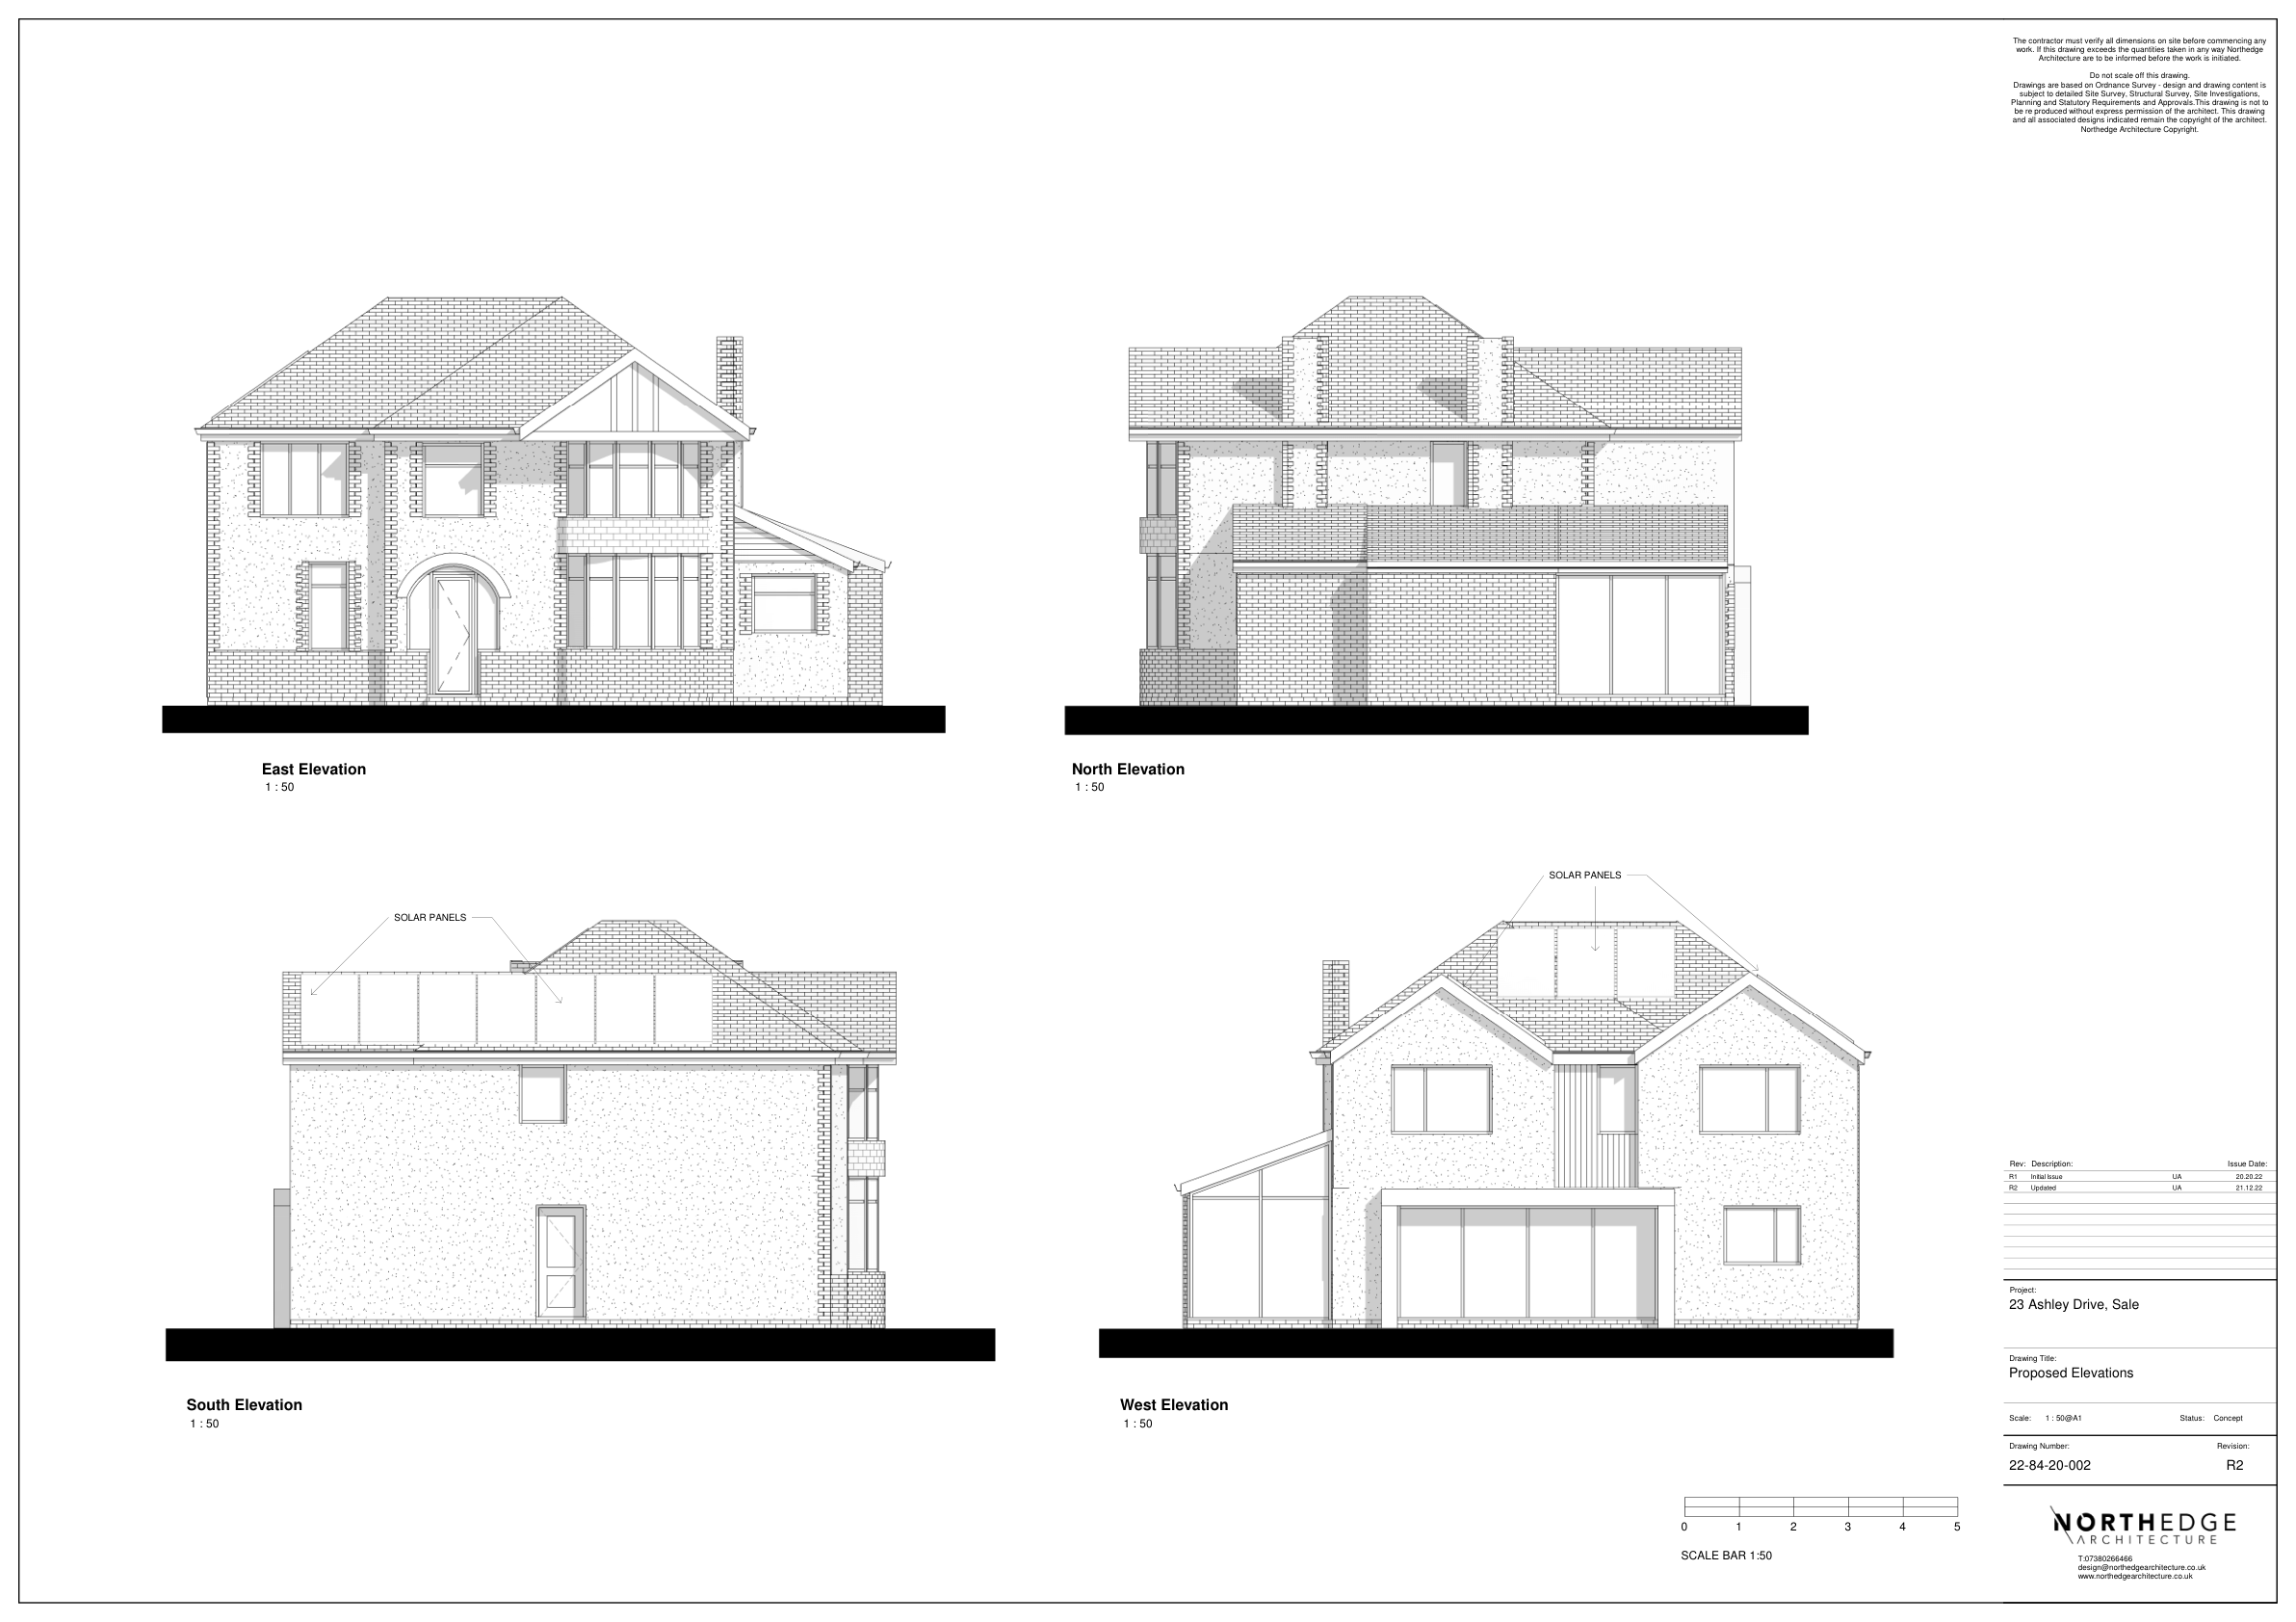 The contractor must verify all dimensions on site before commencing any
work. If this drawing exceeds the quantities taken in any way Northedge
Architecture are to be informed before the work is initiated.
Do not scale off this drawing.
Drawings are based on Ordnance Survey - design and drawing content is
subject to detailed Site Survey, Structural Survey, Site Investigations,
Planning and Statutory Requirements and Approvals.This drawing is not to
be re produced without express permission of the architect. This drawing
and all associated designs indicated remain the copyright of the architect.
Northedge Architecture Copyright.
East Elevation
1 : 50
North Elevation
1 : 50
SOLAR PANELS
SOLAR PANELS
South Elevation
1 : 50
West Elevation
1 : 50
0 1 2 3 4 5
SCALE BAR 1:50
Rev: Description: Issue Date:
R1 Initial Issue UA 20.20.22
R2 Updated UA 21.12.22
Project:
23 Ashley Drive, Sale
Drawing Title:
Proposed Elevations
Scale: 1 : 50@A1 Status: Concept
Drawing Number: Revision:
22-84-20-002 R2
NORTHEDGE
ARCHITECTURE
T:07380266466
design@northedgearchitecture.co.uk
www.northedgearchitecture.co.uk